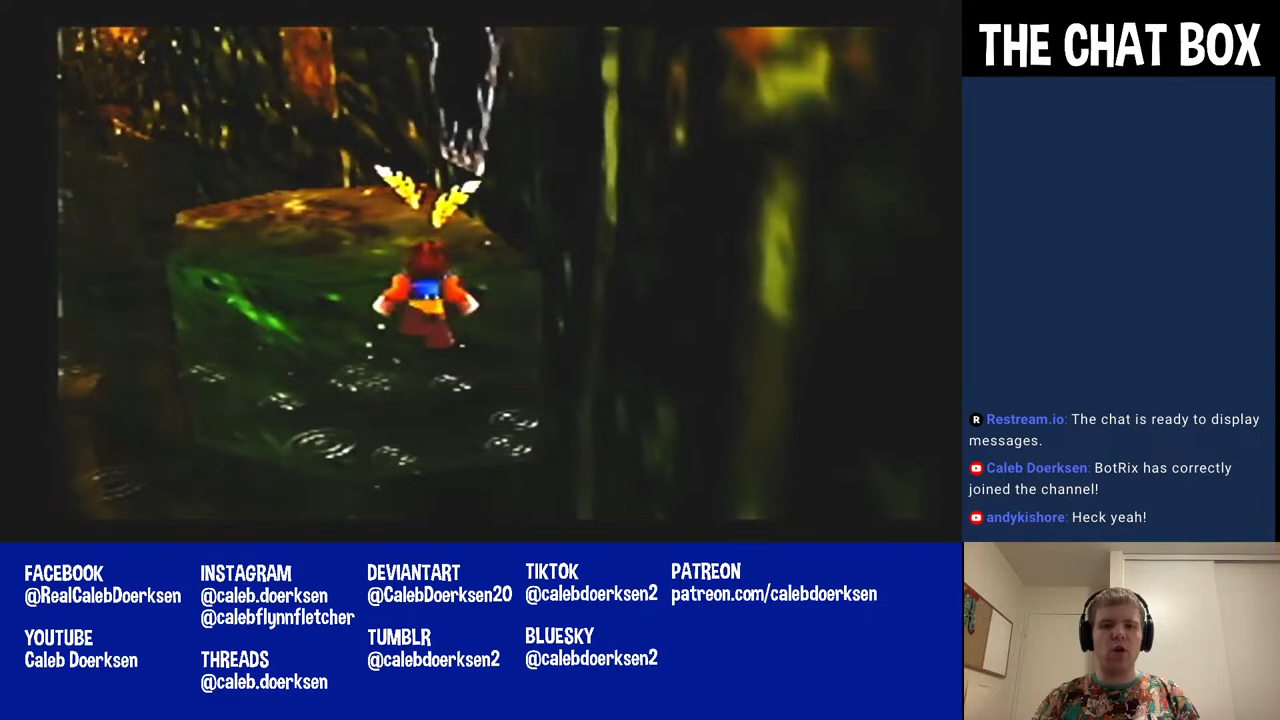 THE CHAT BOX
Restream.io: The chat is ready to display
messages.
Caleb Doerksen: BotRix has correctly
joined the channel!
andykishore: Heck yeah!
FACEBOOK
@RealCalebDoerksen
YOUTUBE
Caleb Doerksen
INSTAGRAM
@caleb.doerksen
@calebflynnfletcher
THREADS
@caleb.doerksen
DEVIANTART
@CalebDoerksen20
TUMBLR
@calebdoerksen2
TIKTOK
@calebdoerksen2
BLUESKY
@calebdoerksen2
PATREON
patreon.com/calebdoerksen